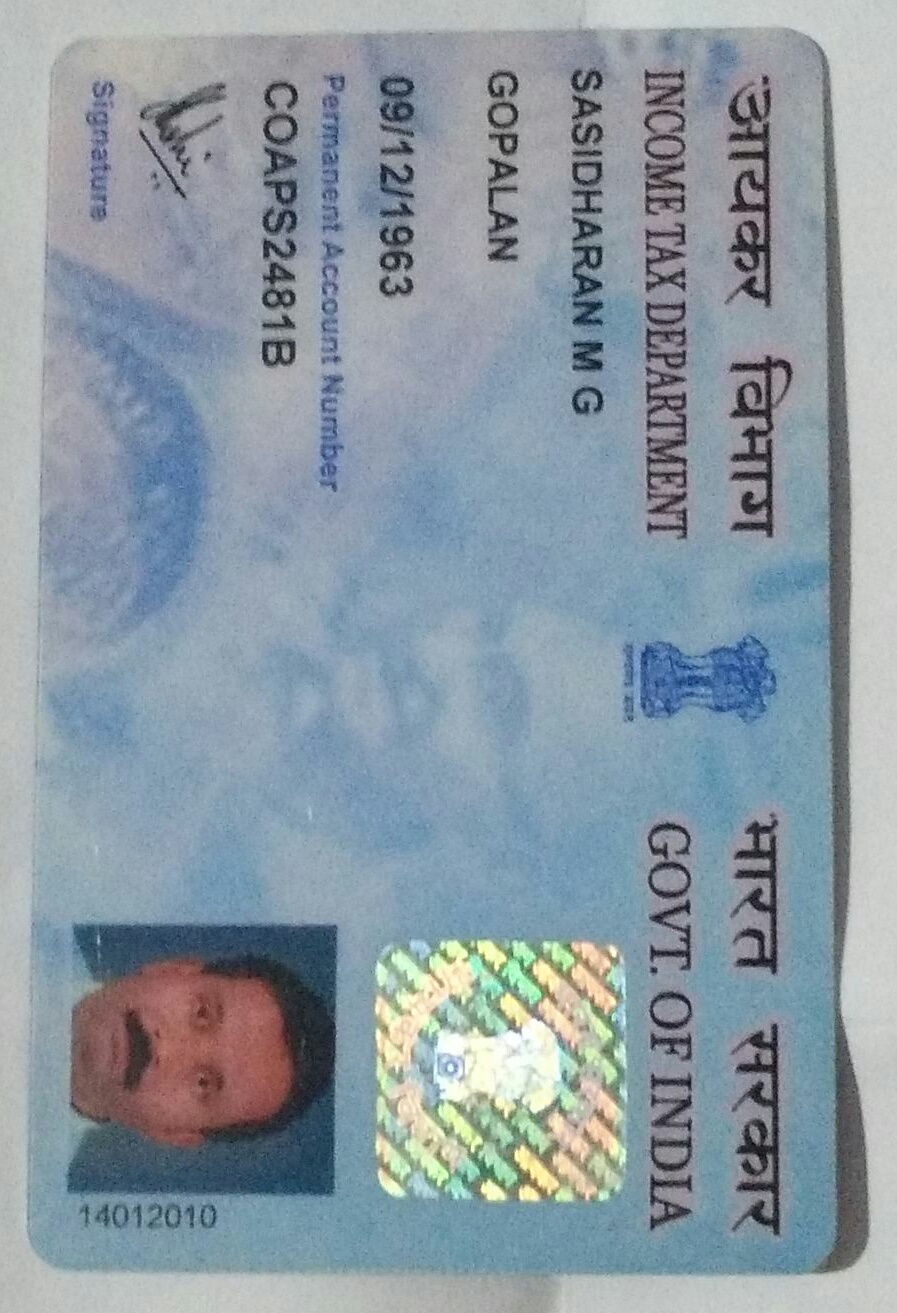 आयकर विभाग
INCOME TAX DEPARTMENT
भारत सरकार
GOVT. OF INDIA
SASIDHARAN M G
GOPALAN
09/12/1963
Permanent Account Number
COAPS2481B
Signature
14012010